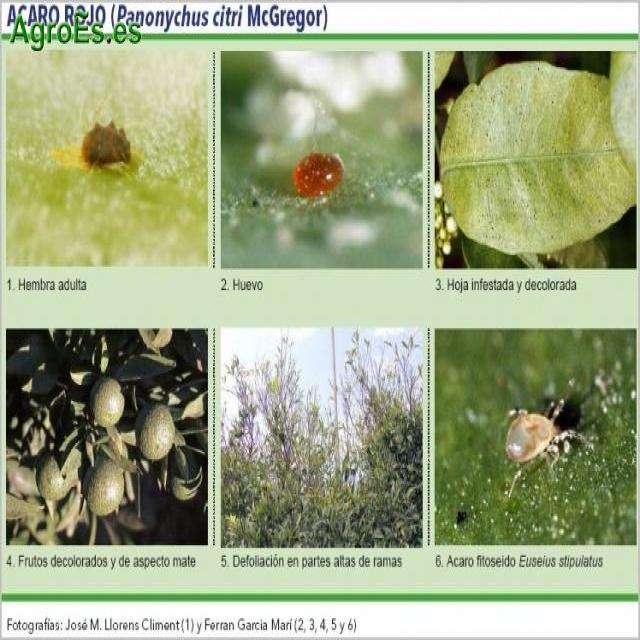 ACARO ROJO (Panonychus citri McGregor)
AgroEs.es
1. Hembra adulta
2. Huevo
3. Hoja infestada y decolorada
4. Frutos decolorados y de aspecto mate
5. Defoliación en partes altas de ramas
6. Acaro fitoseido Euseius stipulatus
Fotografías: José M. Llorens Climent (1) y Ferran Garcia Marí (2, 3, 4, 5 y 6)